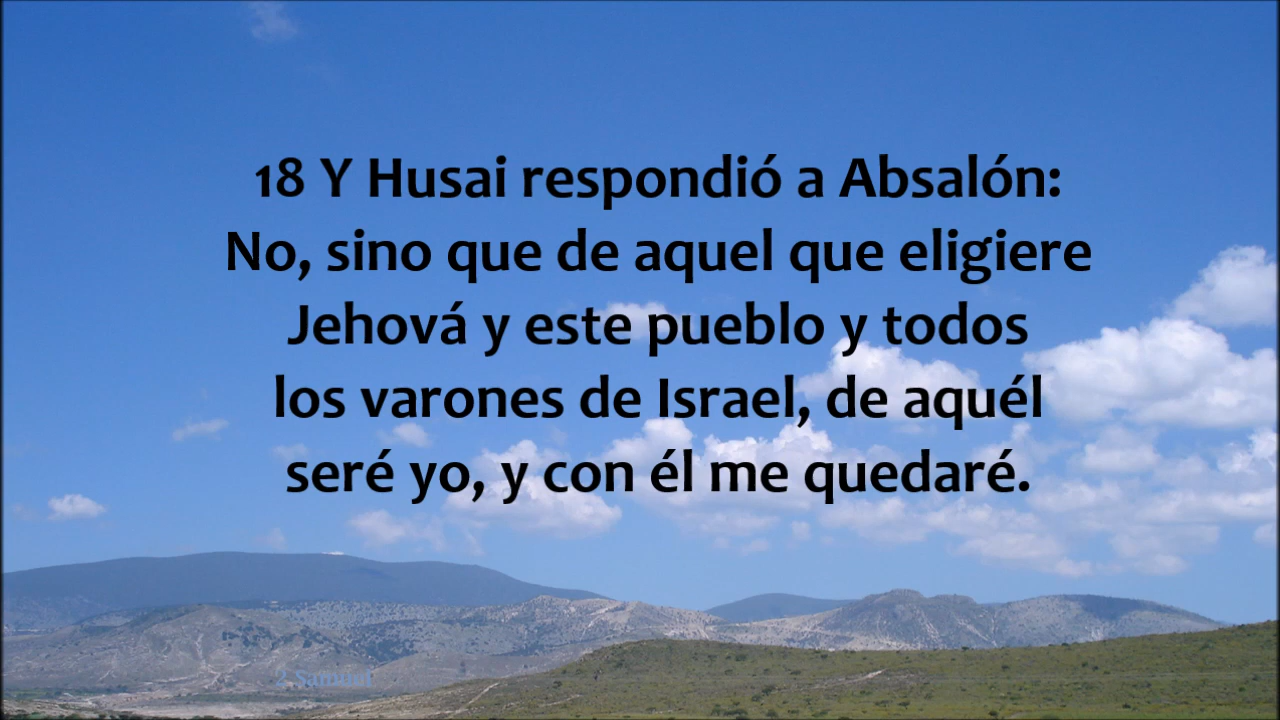 18 Y Husai respondió a Absalón:
No, sino que de aquel que eligiere
Jehová y este pueblo y todos
los varones de Israel, de aquél
seré yo, y con él me quedaré.
2 Samuel